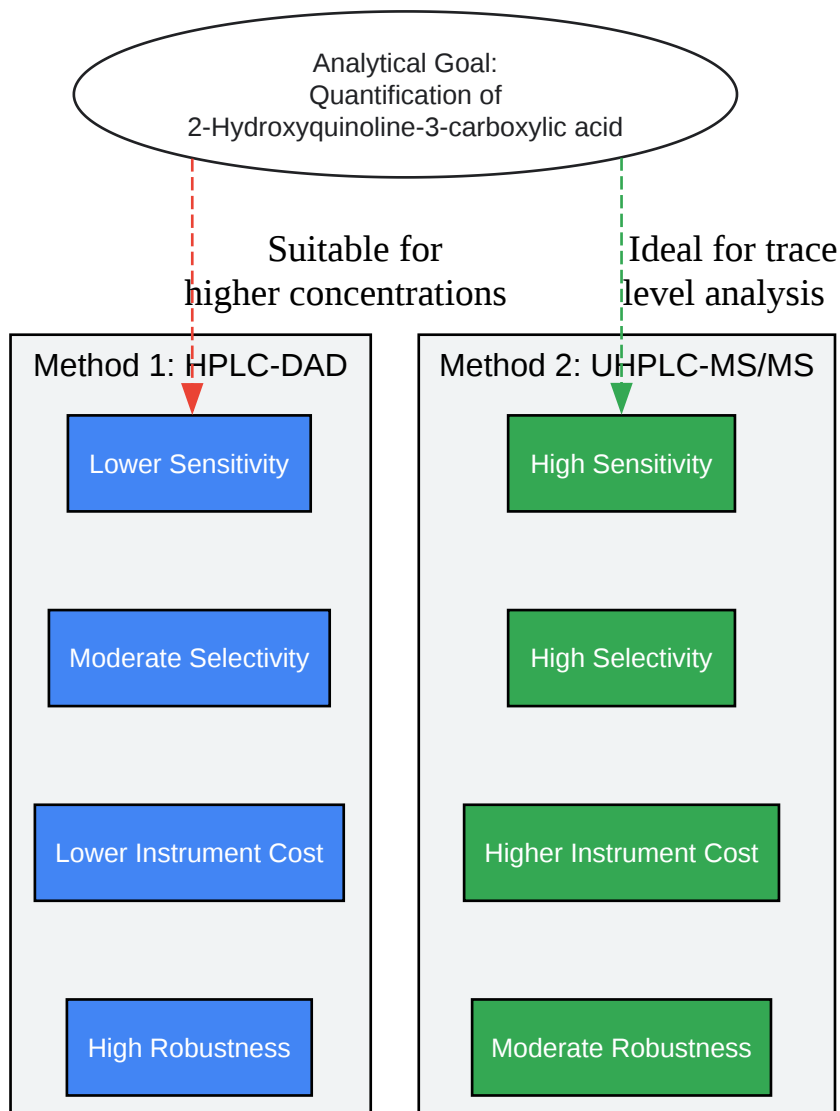 Analytical Goal:
Quantification of
2-Hydroxyquinoline-3-carboxylic acid
Suitable for
higher concentrations
Ideal for trace
level analysis
Method 1: HPLC-DAD
Lower Sensitivity
Moderate Selectivity
Lower Instrument Cost
High Robustness
Method 2: UHPLC-MS/MS
High Sensitivity
High Selectivity
Higher Instrument Cost
Moderate Robustness